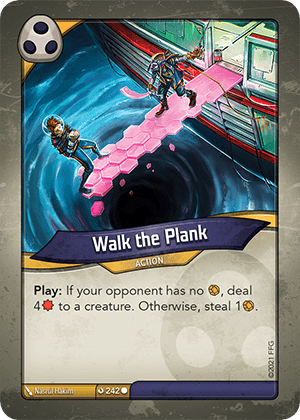 Walk the Plank
ACTION
Play: If your opponent has no , deal
4 to a creature. Otherwise, steal 1 .
©2021 FFG
Nasrul Hakim
242